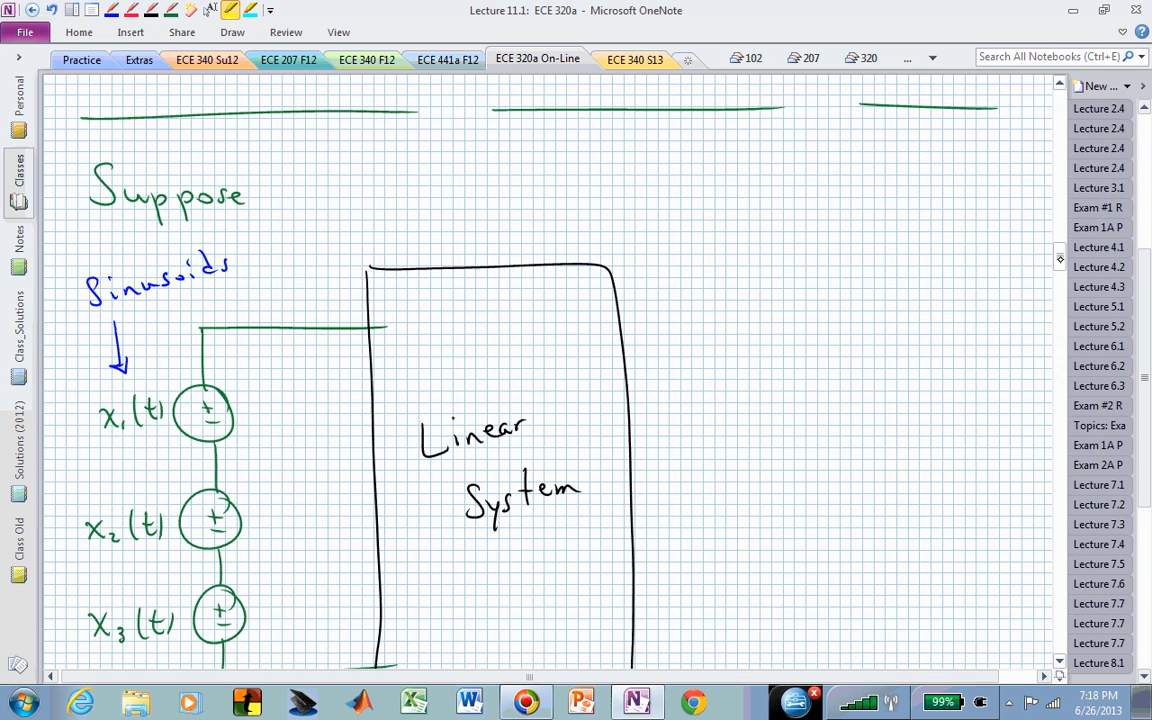 Lecture 11.1: ECE 320a - Microsoft OneNote
File Home Insert Share Draw Review View
Practice Extras ECE 340 Su12 ECE 207 F12 ECE 340 F12 ECE 441a F12 ECE 320a On-Line ECE 340 S13 102 207 320 ... Search All Notebooks (Ctrl+E)
Personal
Classes
Notes
Class_Solutions
Solutions (2012)
Class Old
Suppose
Sinusoids
x₁(t) + −
x₂(t) + −
x₃(t) + −
Linear
System
New ...
Lecture 2.4
Lecture 2.4
Lecture 2.4
Lecture 2.4
Lecture 3.1
Exam #1 R
Exam 1A P
Lecture 4.1
Lecture 4.2
Lecture 4.3
Lecture 5.1
Lecture 5.2
Lecture 6.1
Lecture 6.2
Lecture 6.3
Exam #2 R
Topics: Exa
Exam 1A P
Exam 2A P
Lecture 7.1
Lecture 7.2
Lecture 7.3
Lecture 7.4
Lecture 7.5
Lecture 7.6
Lecture 7.7
Lecture 7.7
Lecture 7.7
Lecture 8.1
99%
7:18 PM
6/26/2013